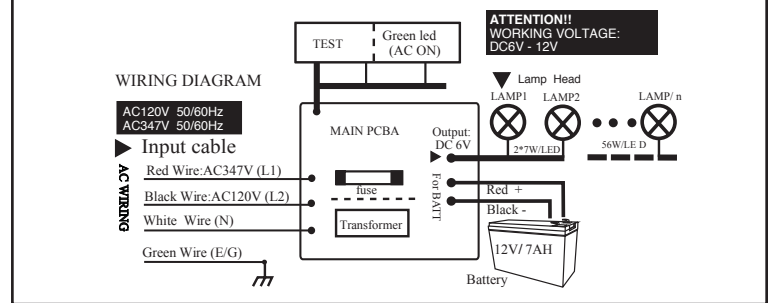 ATTENTION!!
WORKING VOLTAGE:
DC6V - 12V
TEST
Green led
(AC ON)
WIRING DIAGRAM
Lamp Head
LAMP1
LAMP2
LAMP/ n
AC120V 50/60Hz
AC347V 50/60Hz
Input cable
MAIN PCBA
Output:
DC 6V
2*7W/LED
56W/LE D
AC WIRING
Red Wire:AC347V (L1)
fuse
For BATT
Red +
Black Wire:AC120V (L2)
Black -
White Wire (N)
Transformer
Green Wire (E/G)
12V/ 7AH
Battery